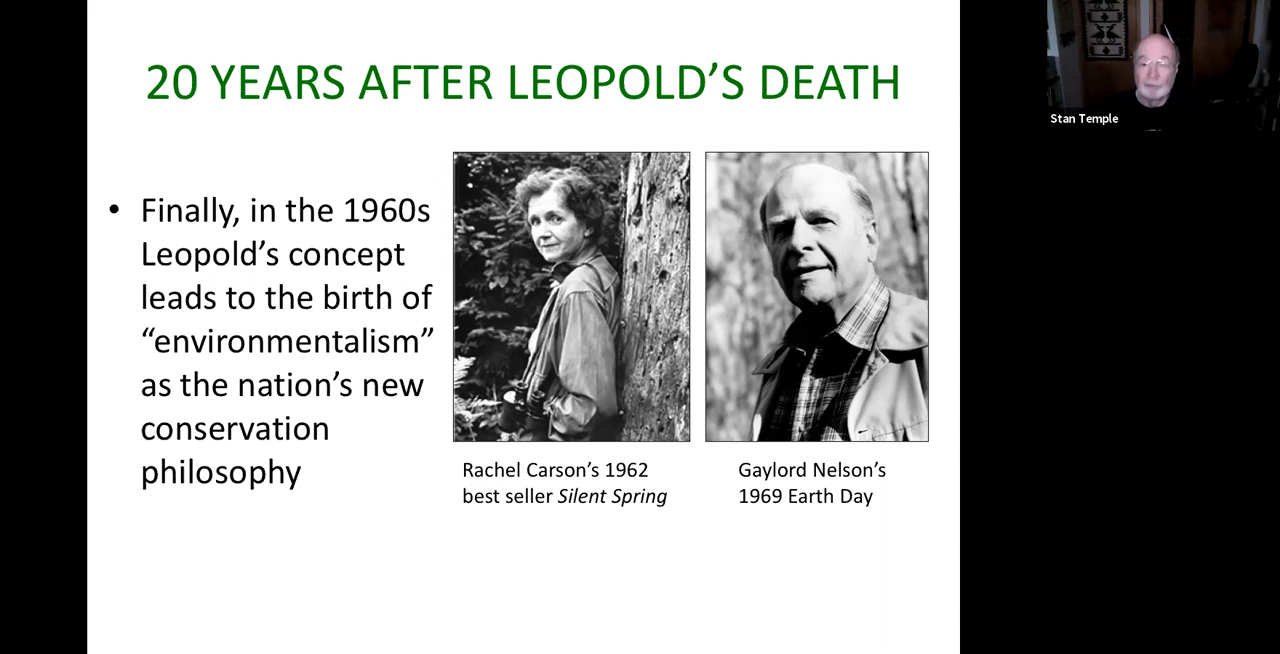 20 YEARS AFTER LEOPOLD’S DEATH
• Finally, in the 1960s
Leopold’s concept
leads to the birth of
“environmentalism”
as the nation’s new
conservation
philosophy
Rachel Carson’s 1962
best seller Silent Spring
Gaylord Nelson’s
1969 Earth Day
Stan Temple